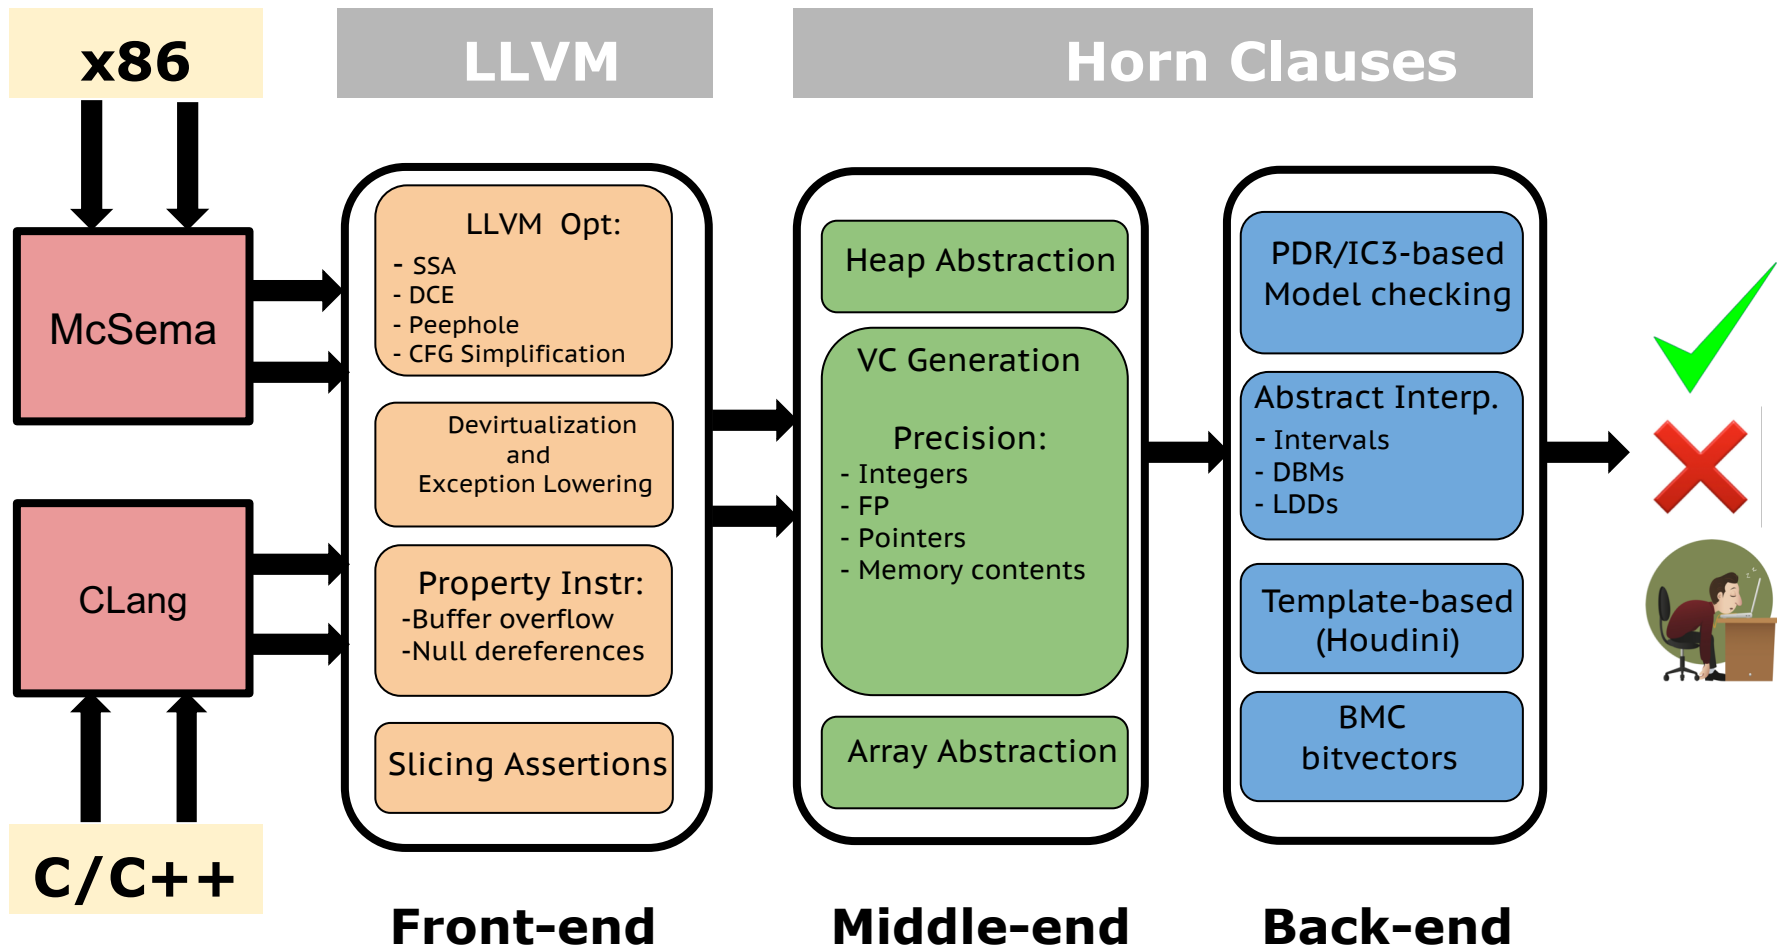 x86
LLVM
Horn Clauses
McSema
CLang
C/C++
LLVM Opt:
- SSA
- DCE
- Peephole
- CFG Simplification
Devirtualization
and
Exception Lowering
Property Instr:
-Buffer overflow
-Null dereferences
Slicing Assertions
Heap Abstraction
VC Generation
Precision:
- Integers
- FP
- Pointers
- Memory contents
Array Abstraction
PDR/IC3-based
Model checking
Abstract Interp.
- Intervals
- DBMs
- LDDs
Template-based
(Houdini)
BMC
bitvectors
Front-end
Middle-end
Back-end